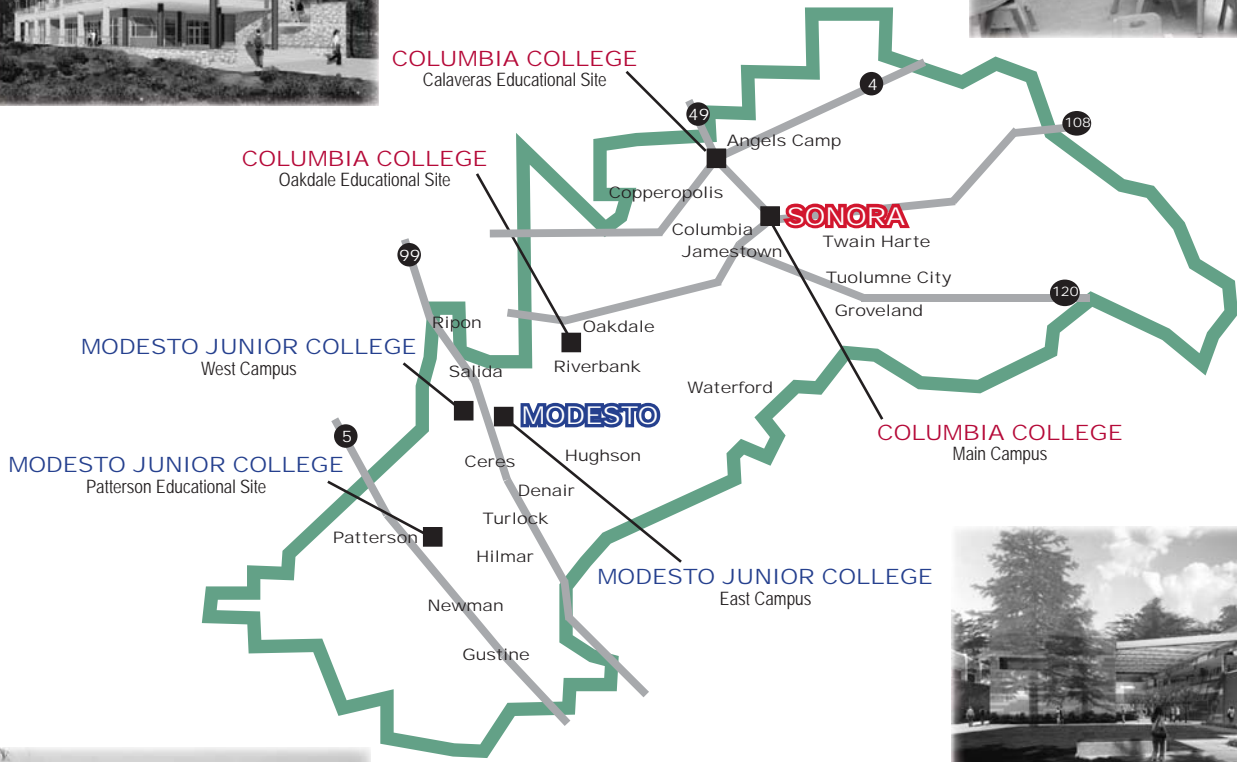 COLUMBIA COLLEGE
Calaveras Educational Site
4
49
108
Angels Camp
COLUMBIA COLLEGE
Oakdale Educational Site
Copperopolis
SONORA
Columbia
Twain Harte
Jamestown
99
Tuolumne City
120
Groveland
Ripon
Oakdale
MODESTO JUNIOR COLLEGE
West Campus
Salida
Riverbank
Waterford
MODESTO
5
COLUMBIA COLLEGE
Main Campus
MODESTO JUNIOR COLLEGE
Patterson Educational Site
Ceres
Hughson
Denair
Turlock
Patterson
Hilmar
MODESTO JUNIOR COLLEGE
East Campus
Newman
Gustine